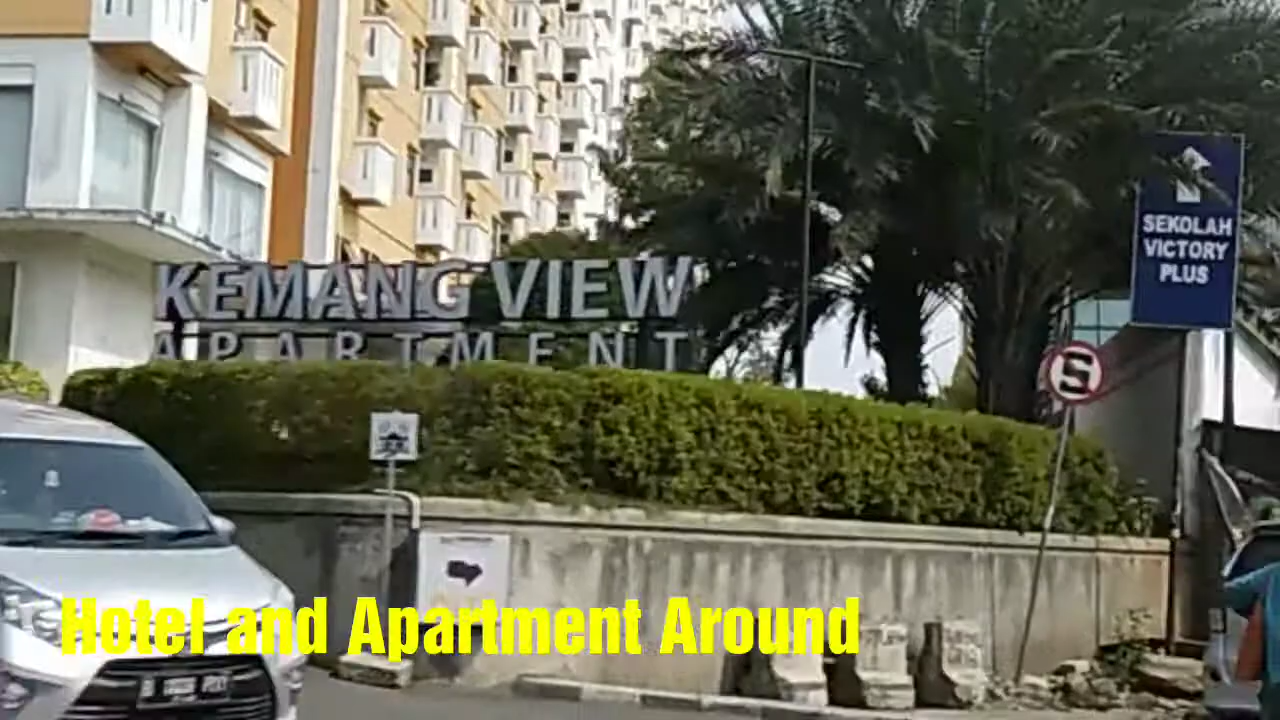 KEMANG VIEW
APARTMENT
SEKOLAH
VICTORY
PLUS
S
Hotel and Apartment Around